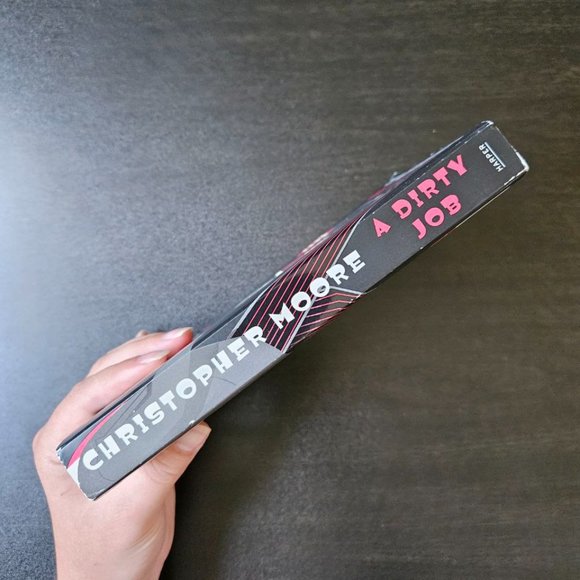 CHRISTOPHER MOORE
A DIRTY
JOB
HARPER